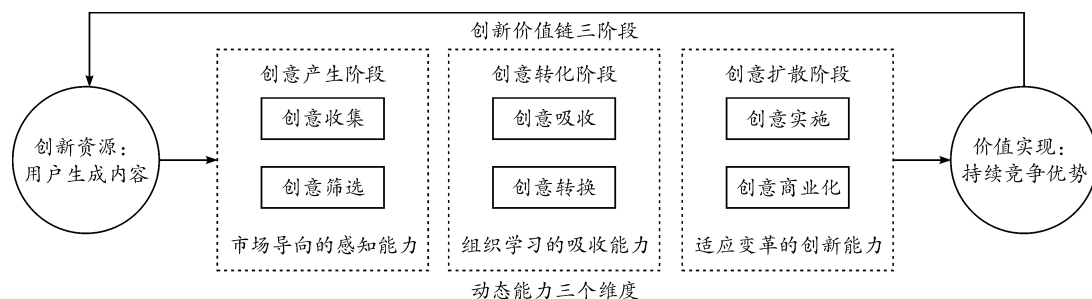 创新价值链三阶段
创意产生阶段
创意转化阶段
创意扩散阶段
创意收集
创意吸收
创意实施
创新资源：
用户生成内容
价值实现：
持续竞争优势
创意筛选
创意转换
创意商业化
市场导向的感知能力
组织学习的吸收能力
适应变革的创新能力
动态能力三个维度